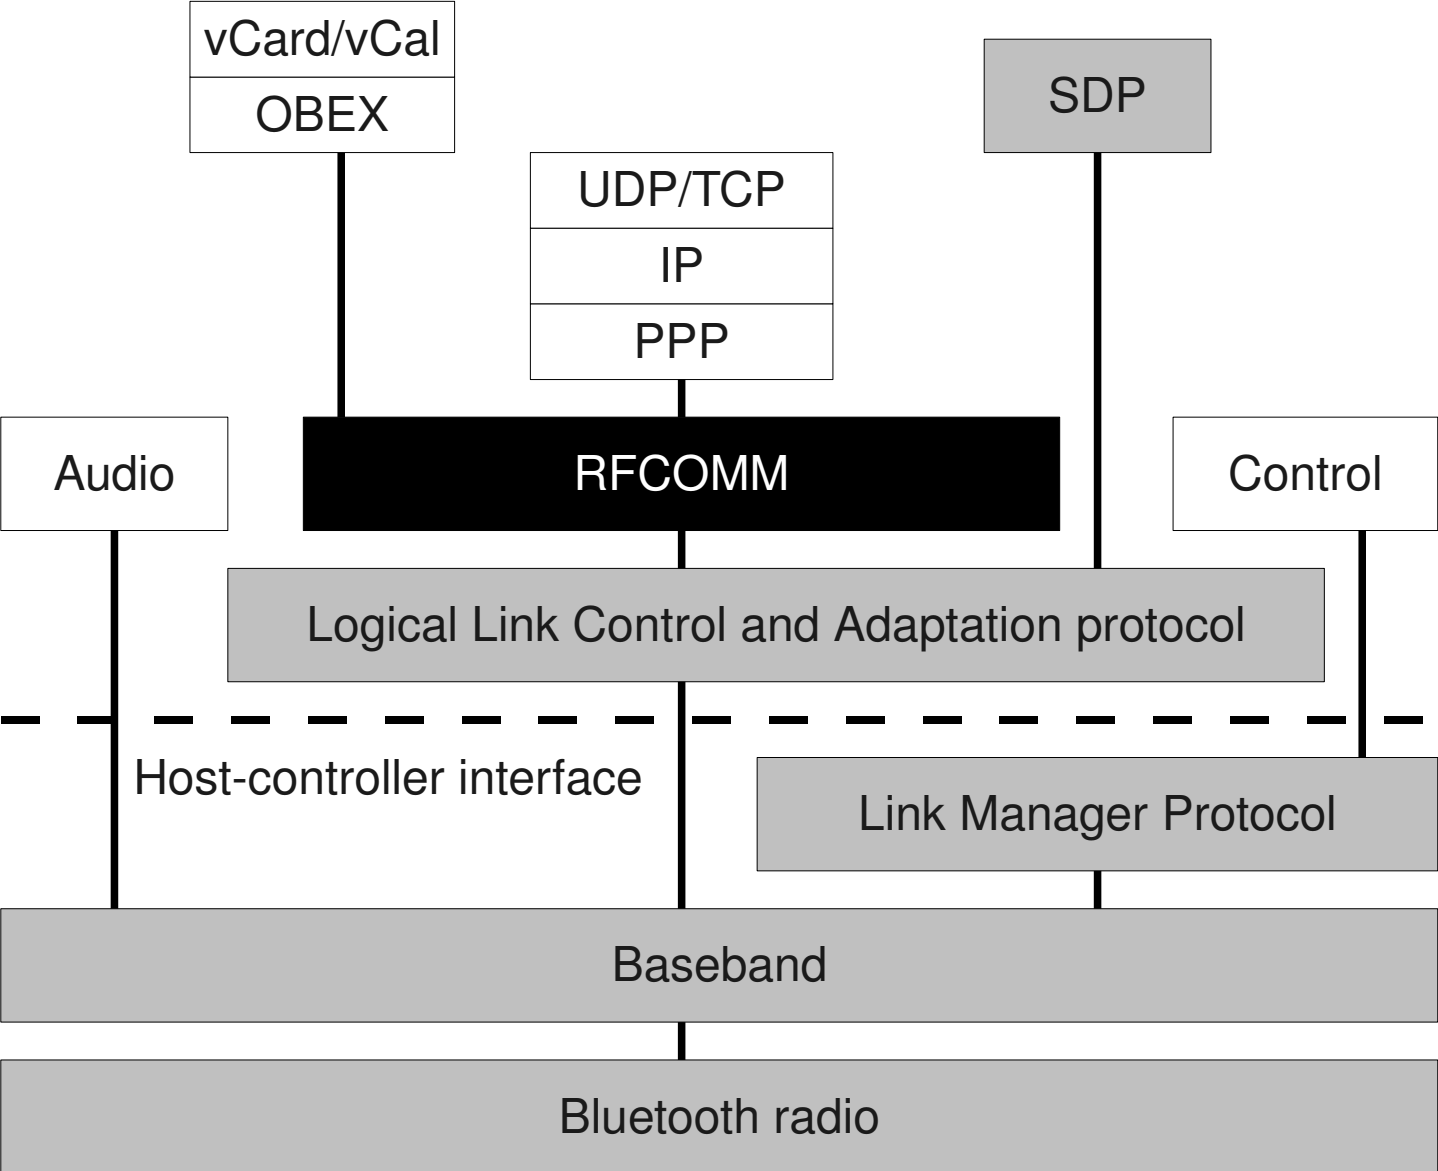 vCard/vCal
OBEX
SDP
UDP/TCP
IP
PPP
Audio
RFCOMM
Control
Logical Link Control and Adaptation protocol
Host-controller interface
Link Manager Protocol
Baseband
Bluetooth radio